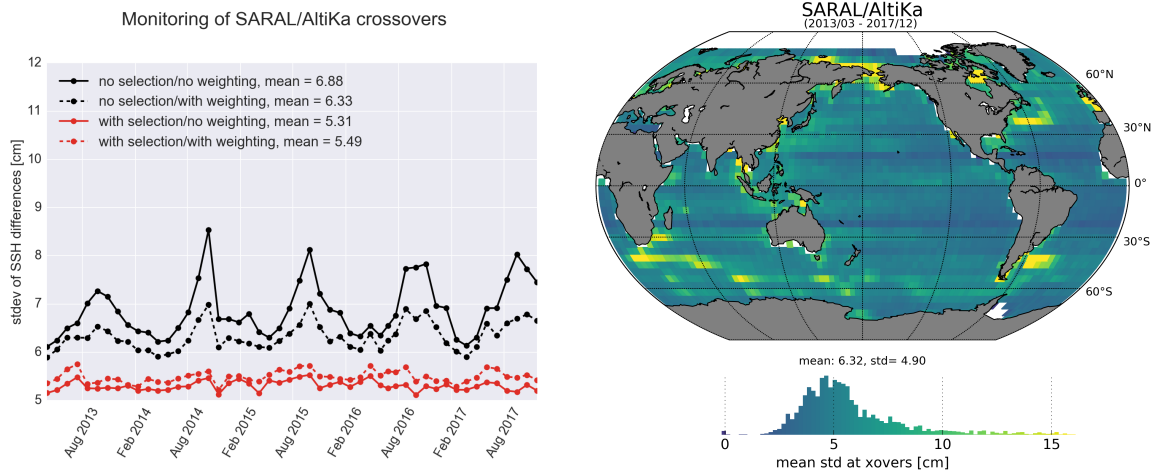 Monitoring of SARAL/AltiKa crossovers
stdev of SSH differences [cm]
12
11
10
9
8
7
6
5
no selection/no weighting, mean = 6.88
no selection/with weighting, mean = 6.33
with selection/no weighting, mean = 5.31
with selection/with weighting, mean = 5.49
Aug 2013
Feb 2014
Aug 2014
Feb 2015
Aug 2015
Feb 2016
Aug 2016
Feb 2017
Aug 2017
SARAL/AltiKa
(2013/03 - 2017/12)
60°N
30°N
0°
30°S
60°S
mean: 6.32, std= 4.90
0 5 10 15
mean std at xovers [cm]